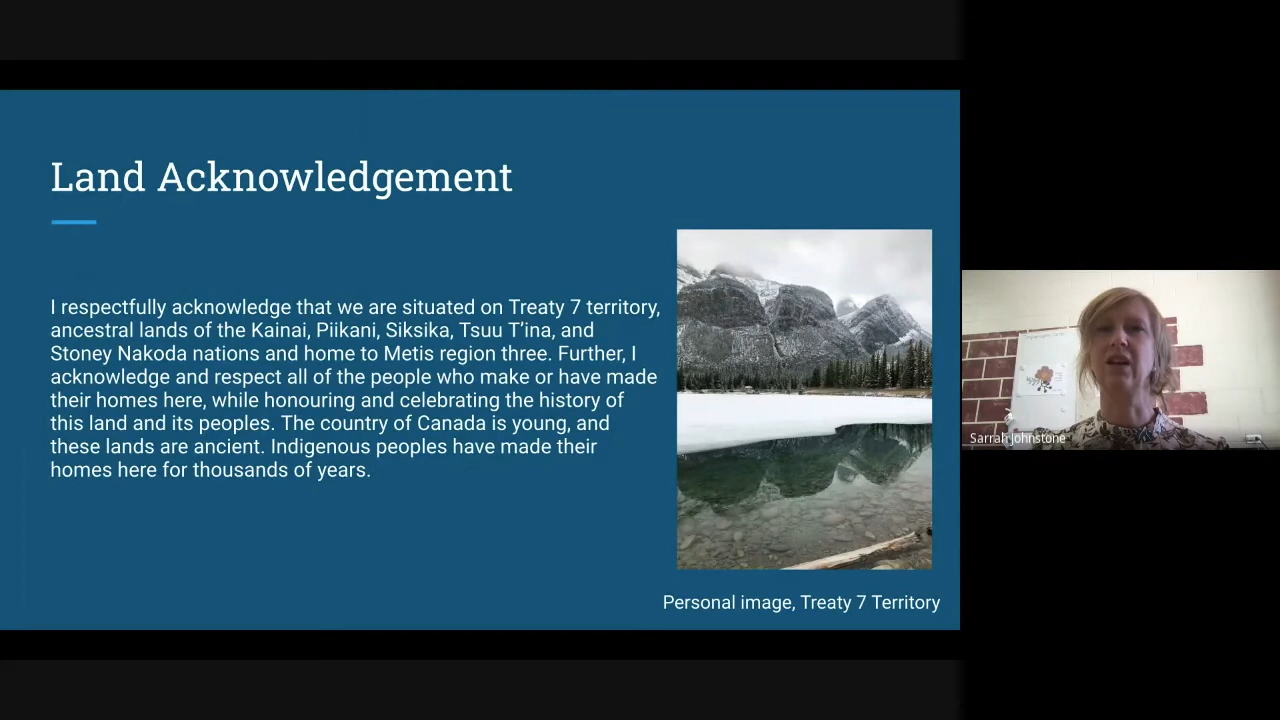 Land Acknowledgement
I respectfully acknowledge that we are situated on Treaty 7 territory,
ancestral lands of the Kainai, Piikani, Siksika, Tsuu T’ina, and
Stoney Nakoda nations and home to Metis region three. Further, I
acknowledge and respect all of the people who make or have made
their homes here, while honouring and celebrating the history of
this land and its peoples. The country of Canada is young, and
these lands are ancient. Indigenous peoples have made their
homes here for thousands of years.
Personal image, Treaty 7 Territory
Sarrah Johnstone